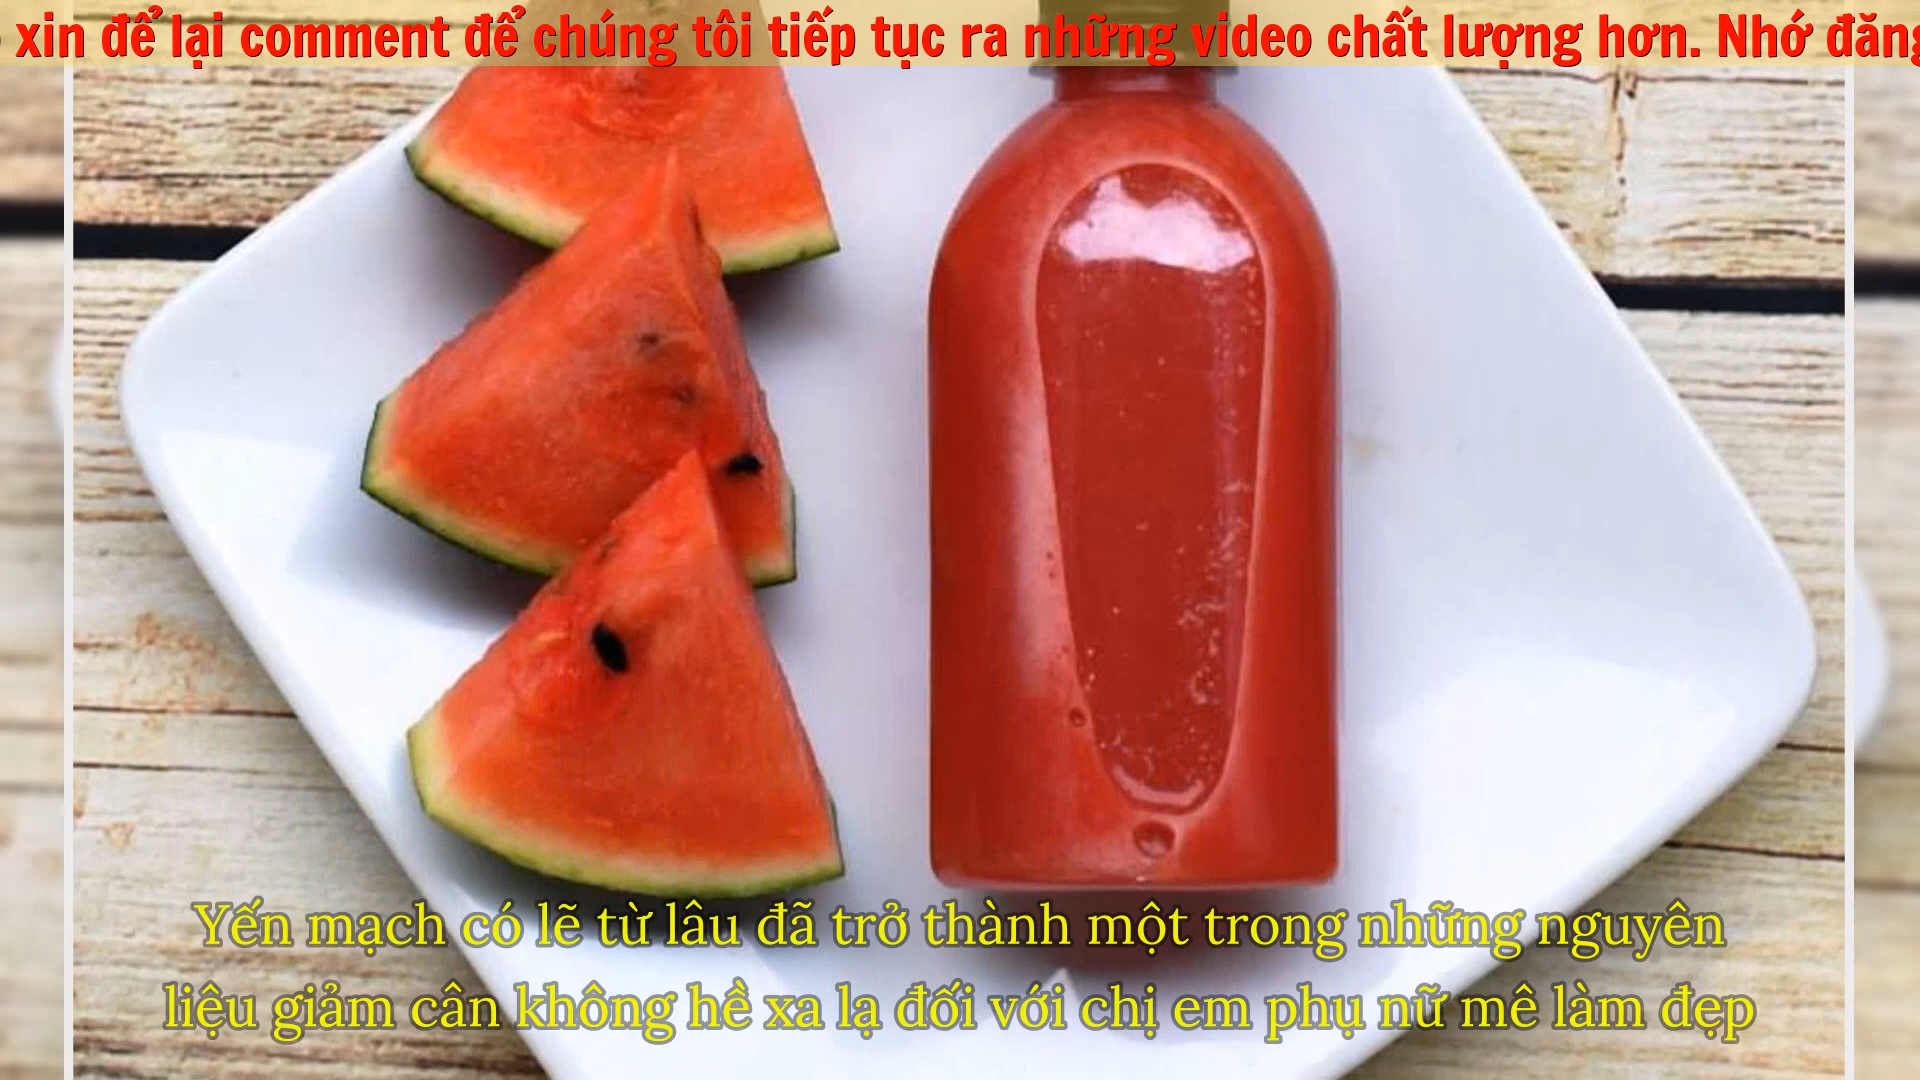 xin để lại comment để chúng tôi tiếp tục ra những video chất lượng hơn. Nhớ đăng
Yến mạch có lẽ từ lâu đã trở thành một trong những nguyên
liệu giảm cân không hề xa lạ đối với chị em phụ nữ mê làm đẹp